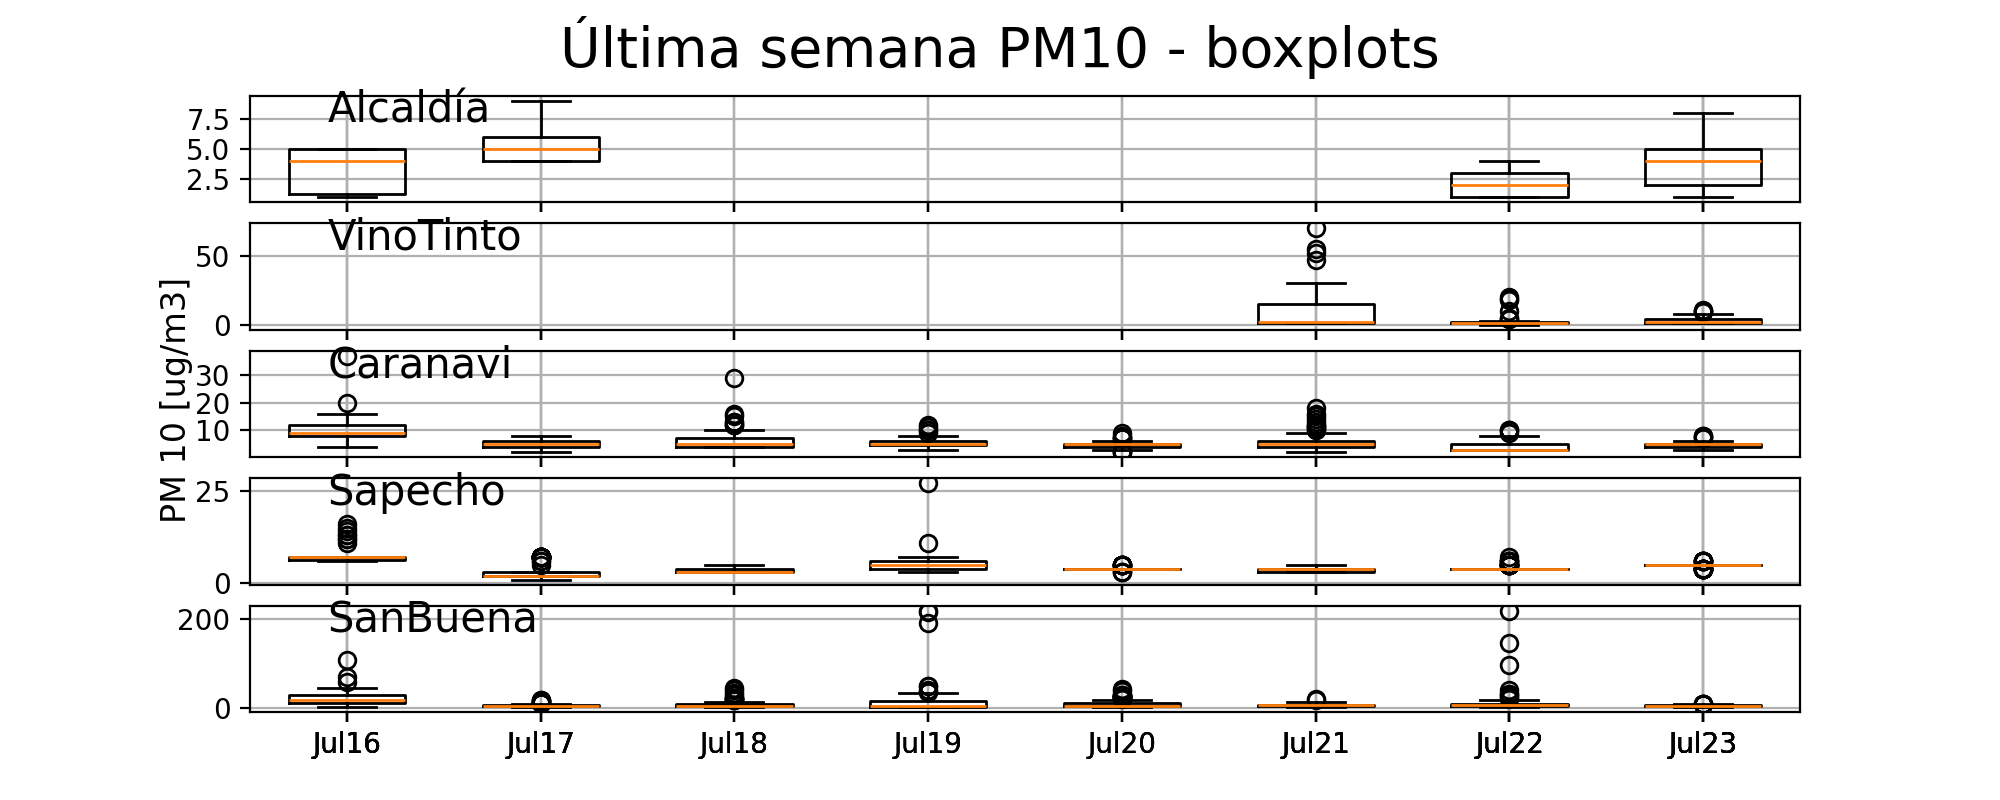 Última semana PM10 - boxplots
PM 10 [ug/m3]
Alcaldía
7.5
5.0
2.5
VinoTinto
50
0
Caranavi
30
20
10
Sapecho
25
0
SanBuena
200
0
Jul16 Jul17 Jul18 Jul19 Jul20 Jul21 Jul22 Jul23